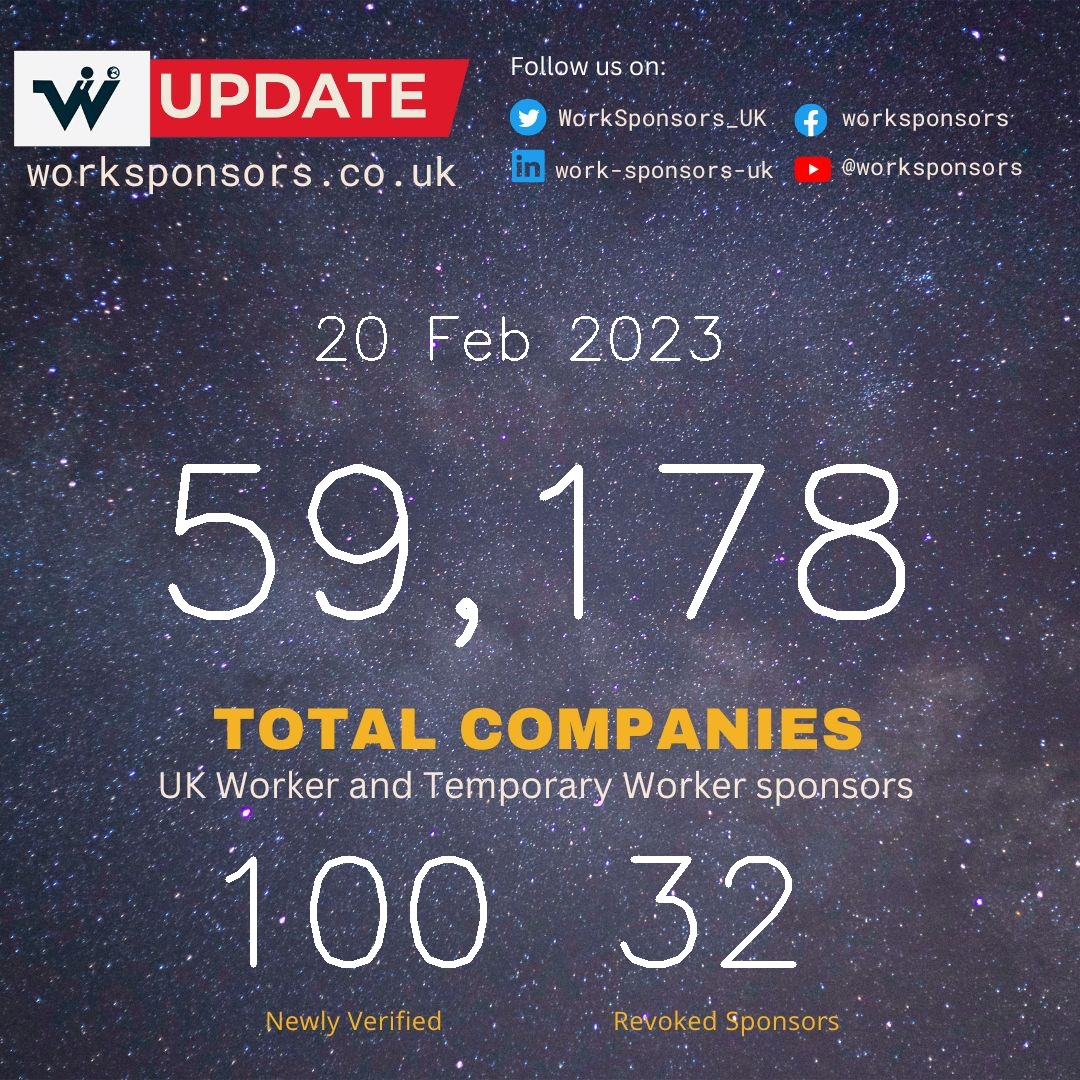 UPDATE
worksponsors.co.uk
Follow us on:
WorkSponsors_UK
worksponsors
work-sponsors-uk
@worksponsors
20 Feb 2023
59,178
TOTAL COMPANIES
UK Worker and Temporary Worker sponsors
100 32
Newly Verified Revoked Sponsors